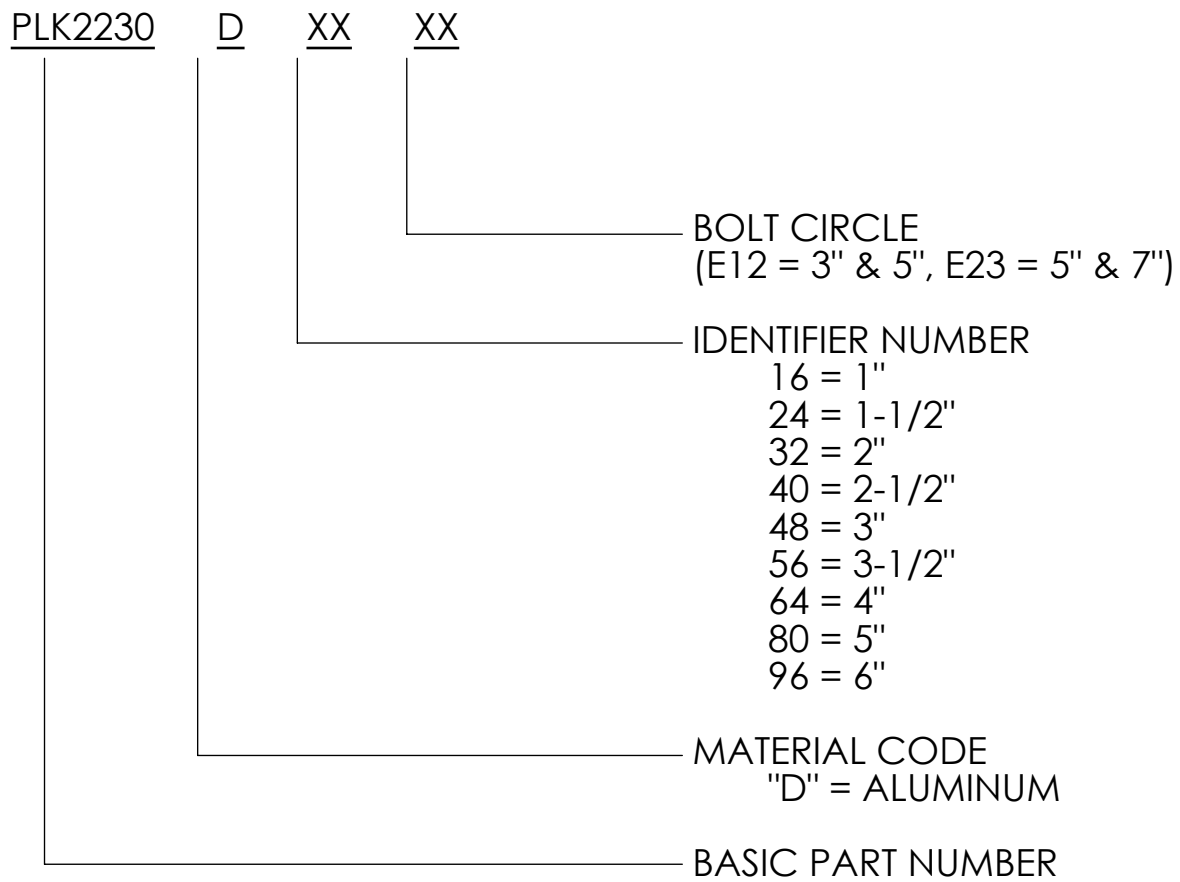 PLK2230 D XX XX
BOLT CIRCLE
(E12 = 3" & 5", E23 = 5" & 7")
IDENTIFIER NUMBER
16 = 1"
24 = 1-1/2"
32 = 2"
40 = 2-1/2"
48 = 3"
56 = 3-1/2"
64 = 4"
80 = 5"
96 = 6"
MATERIAL CODE
"D" = ALUMINUM
BASIC PART NUMBER